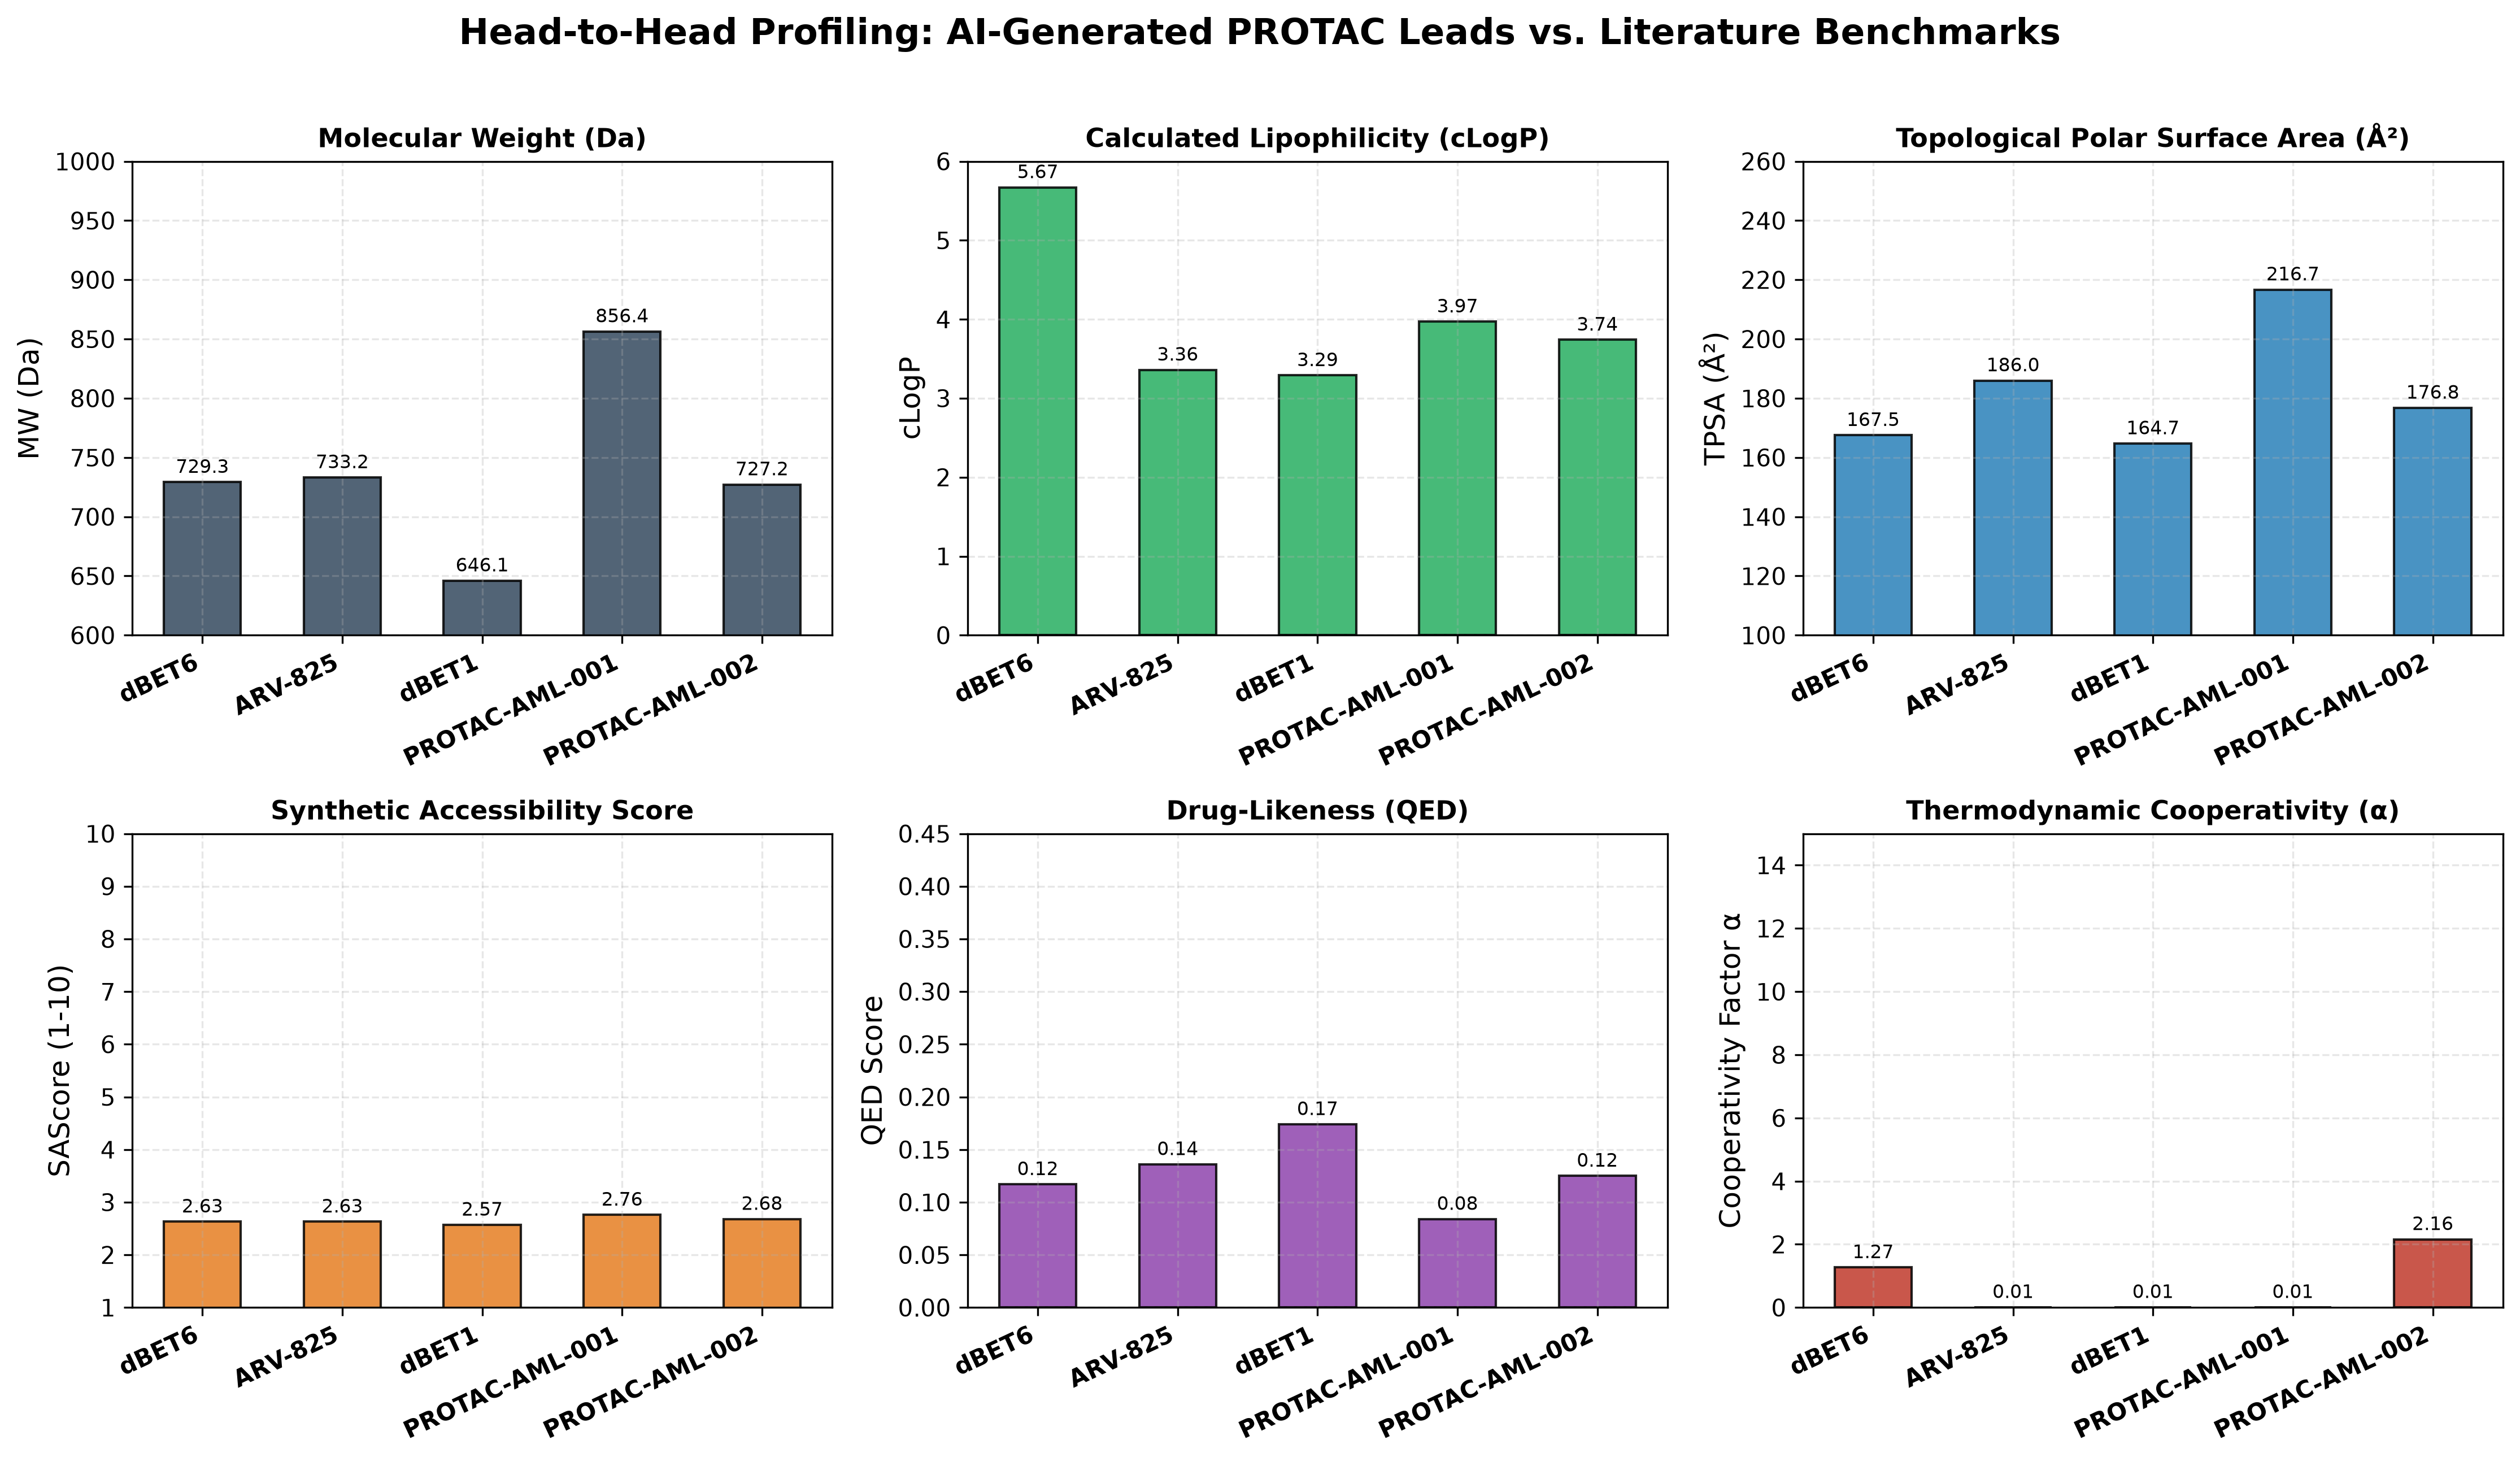 Head-to-Head Profiling: AI-Generated PROTAC Leads vs. Literature Benchmarks
Molecular Weight (Da)
MW (Da)
1000
950
900
850
800
750
700
650
600
729.3
733.2
646.1
856.4
727.2
dBET6
ARV-825
dBET1
PROTAC-AML-001
PROTAC-AML-002
Calculated Lipophilicity (cLogP)
cLogP
6
5
4
3
2
1
0
5.67
3.36
3.29
3.97
3.74
dBET6
ARV-825
dBET1
PROTAC-AML-001
PROTAC-AML-002
Topological Polar Surface Area (Å²)
TPSA (Å²)
260
240
220
200
180
160
140
120
100
167.5
186.0
164.7
216.7
176.8
dBET6
ARV-825
dBET1
PROTAC-AML-001
PROTAC-AML-002
Synthetic Accessibility Score
SAScore (1-10)
10
9
8
7
6
5
4
3
2
1
2.63
2.63
2.57
2.76
2.68
dBET6
ARV-825
dBET1
PROTAC-AML-001
PROTAC-AML-002
Drug-Likeness (QED)
QED Score
0.45
0.40
0.35
0.30
0.25
0.20
0.15
0.10
0.05
0.00
0.12
0.14
0.17
0.08
0.12
dBET6
ARV-825
dBET1
PROTAC-AML-001
PROTAC-AML-002
Thermodynamic Cooperativity (α)
Cooperativity Factor α
14
12
10
8
6
4
2
0
1.27
0.01
0.01
0.01
2.16
dBET6
ARV-825
dBET1
PROTAC-AML-001
PROTAC-AML-002